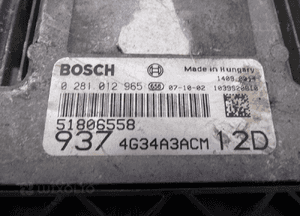 BOSCH
Made in Hungary
0 281 012 965
07-10-02
51806558
937 4G34A3ACM 12D